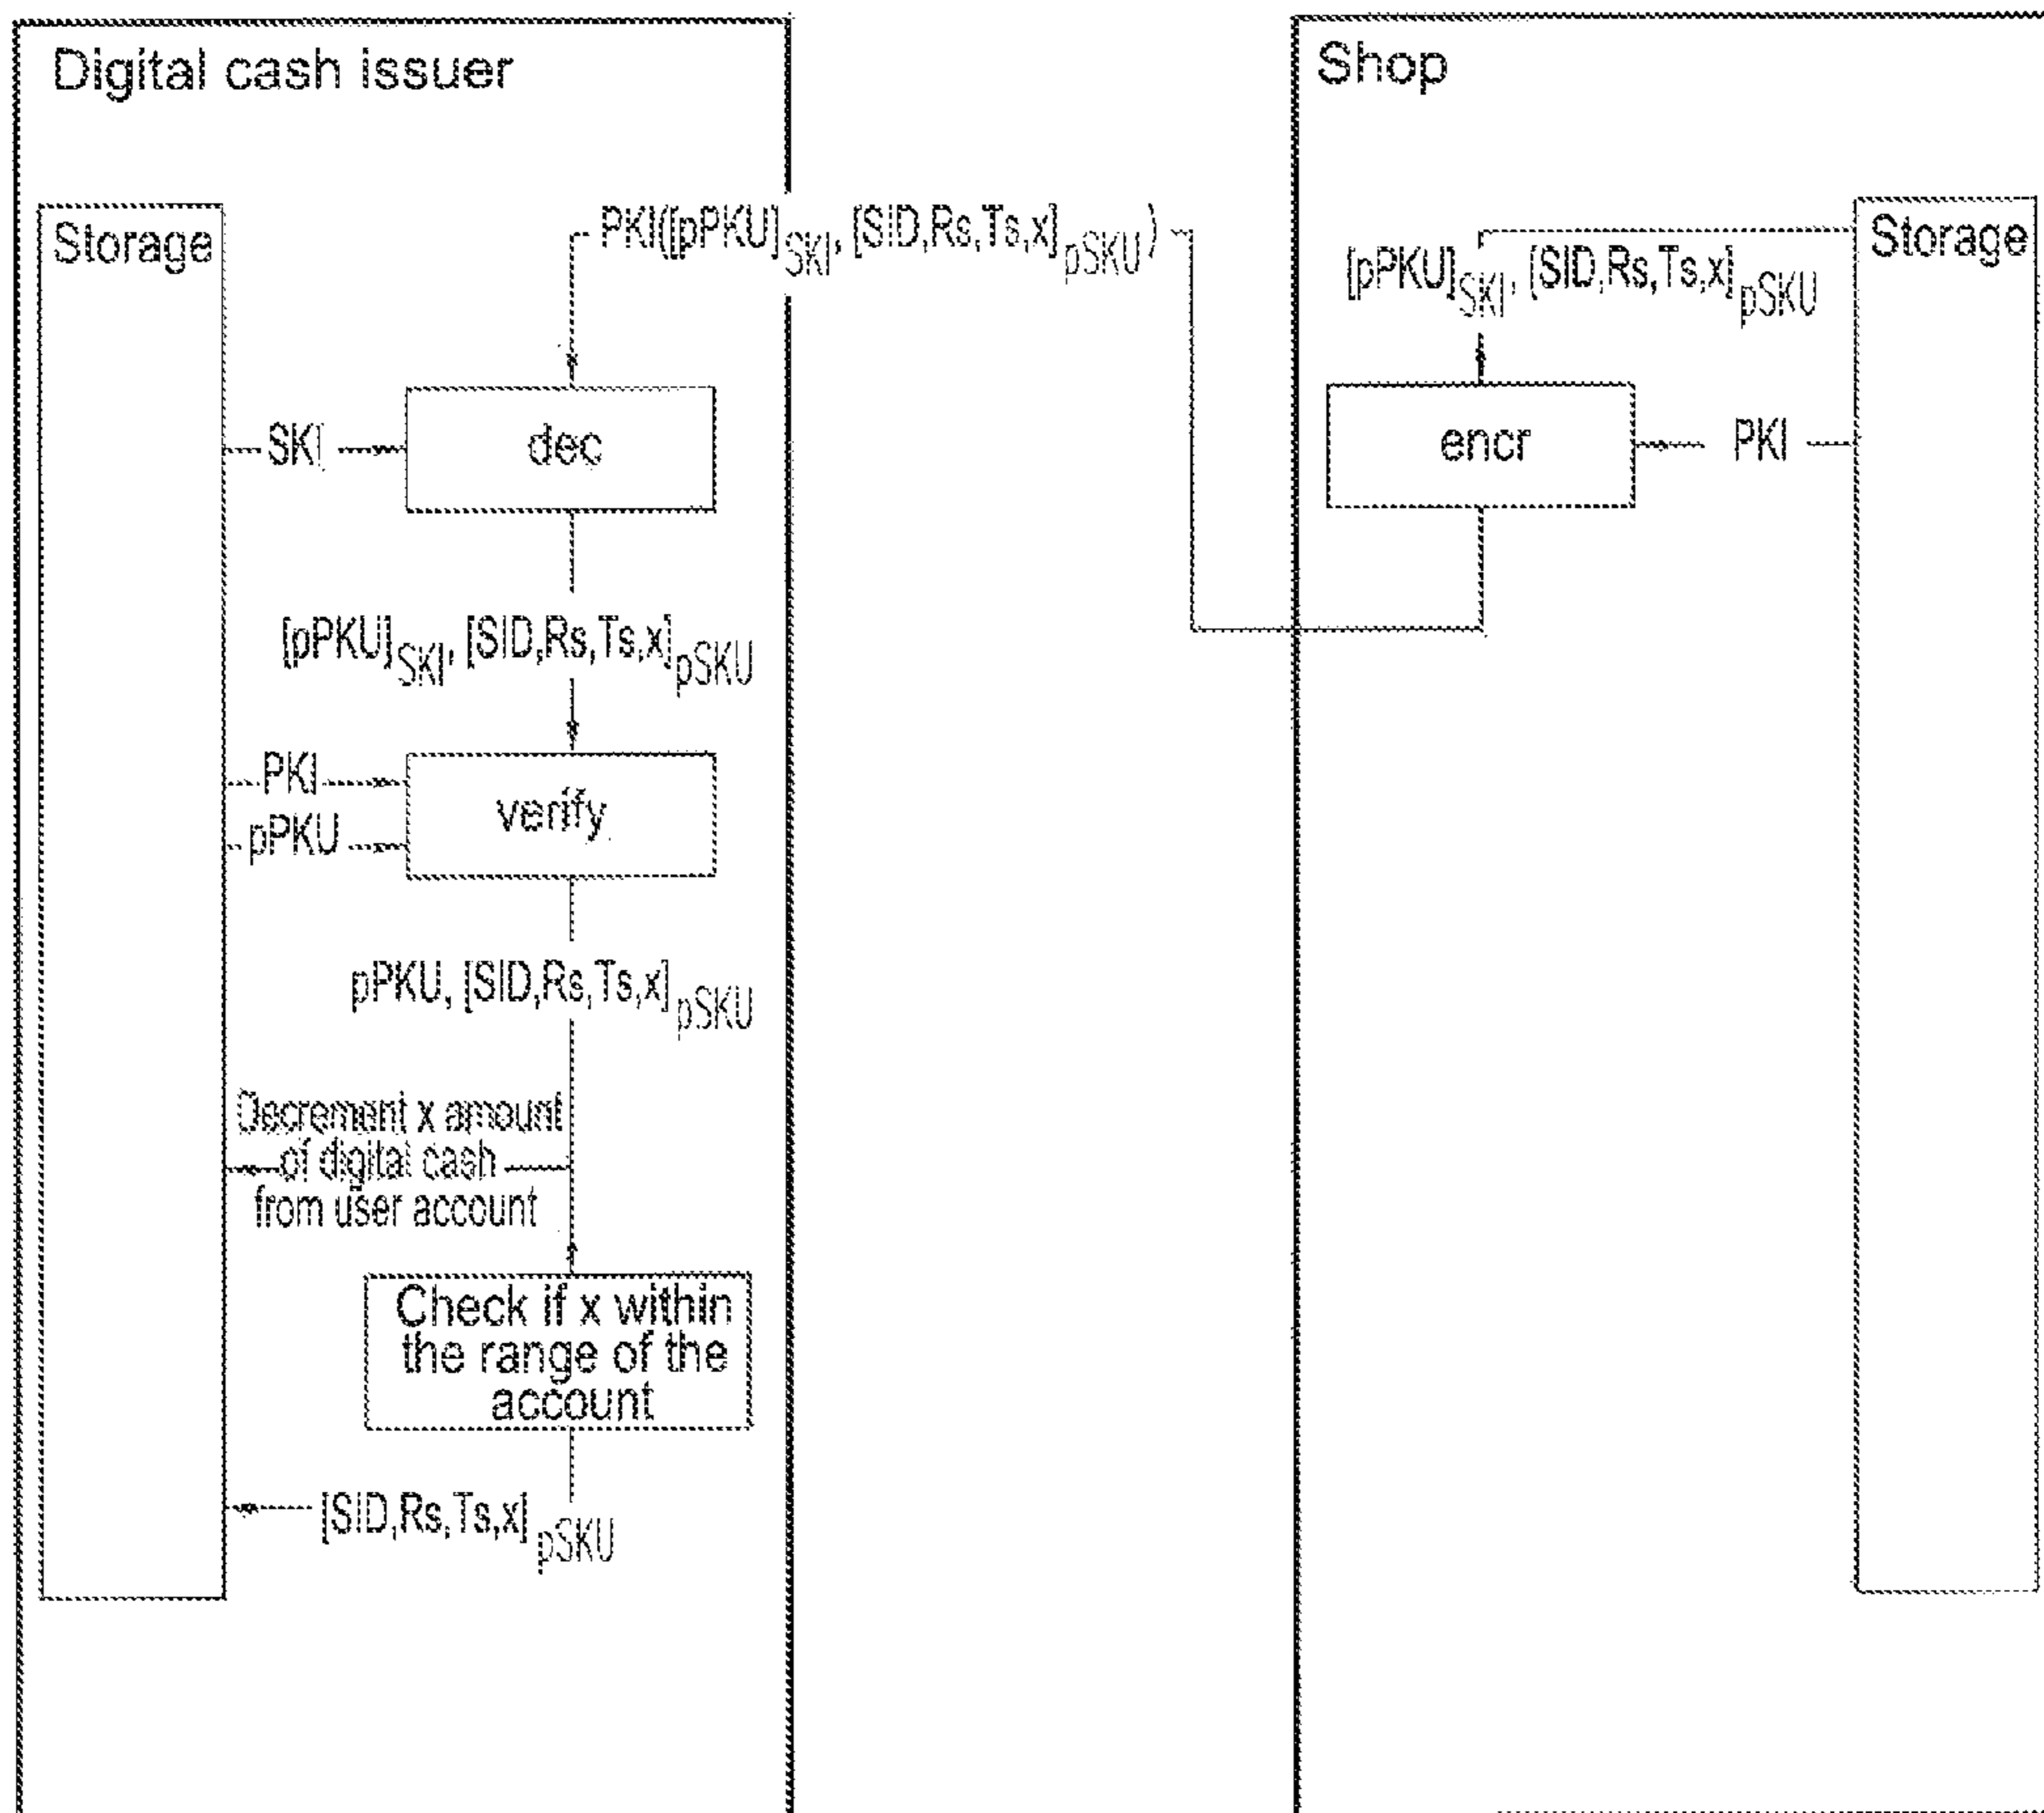 Digital cash issuer
Storage
PKI([pPKU]SKI, [SID,Rs,Ts,x]pSKU)
SKI
dec
[pPKU]SKI, [SID,Rs,Ts,x]pSKU
PKI
pPKU
verify
pPKU, [SID,Rs,Ts,x]pSKU
Decrement x amount
of digital cash
from user account
Check if x within
the range of the
account
[SID,Rs,Ts,x]pSKU
Shop
Storage
[pPKU]SKI, [SID,Rs,Ts,x]pSKU
encr
PKI